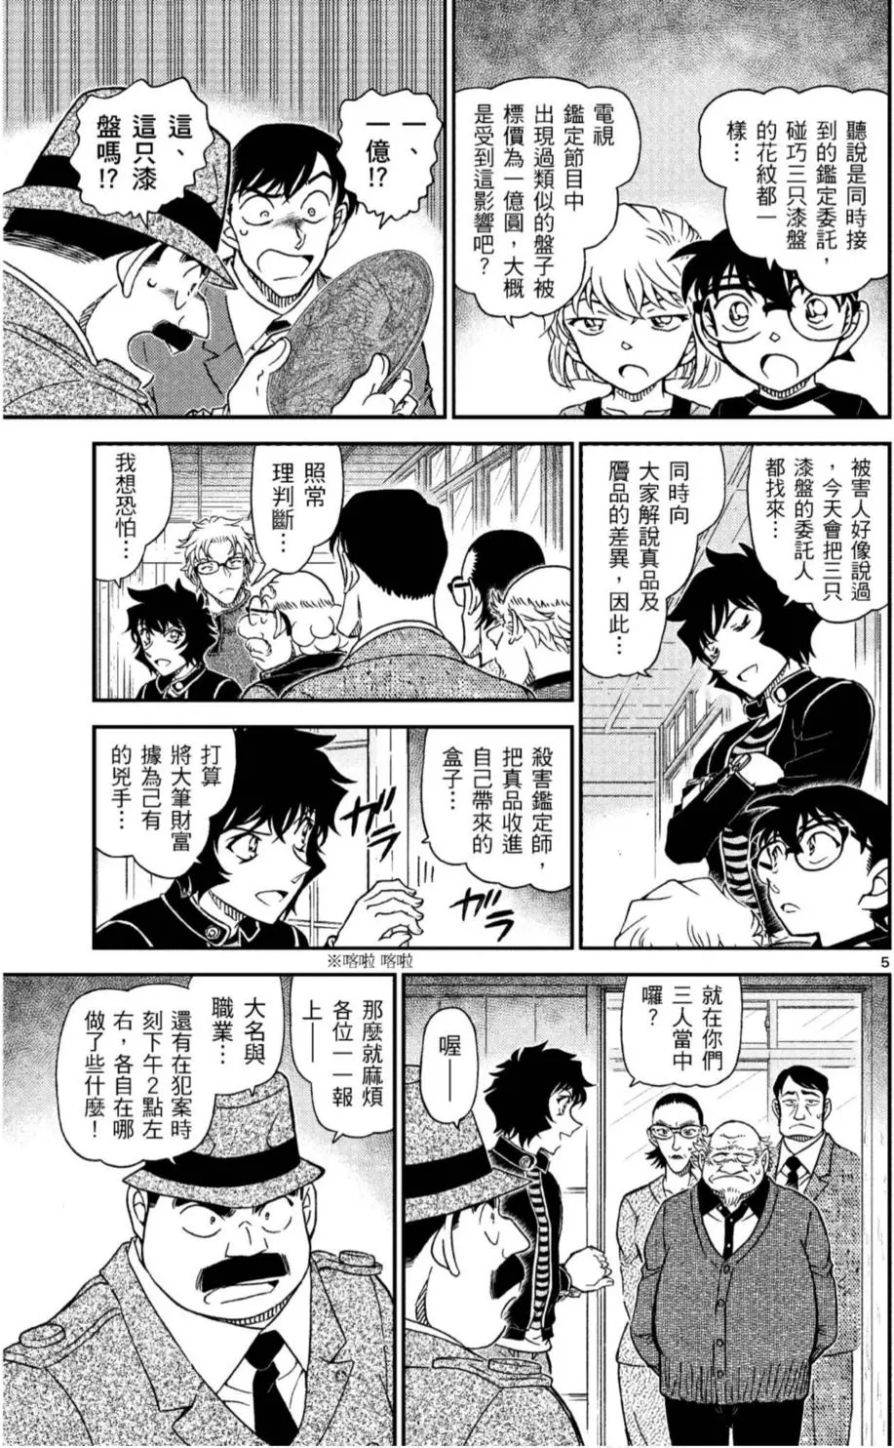 聽說是同時接
到的鑑定委託，
碰巧三只漆盤
的花紋都一
樣…
電視
鑑定節目中
出現過類似的盤子被
標價為一億圓，大概
是受到這影響吧？
一、
一億!?
這、
這只漆
盤嗎!?
被害人好像說過
，今天會把三只
漆盤的委託人
都找來…
同時向
大家解說真品及
贗品的差異，因此…
照常
理判斷…
我想恐怕…
殺害鑑定師，
把真品收進
自己帶來的
盒子…
打算
將大筆財富
據為己有
的兇手…
ガラ
ガラ
※喀啦 喀啦
5
就在你們
三人當中
囉？
喔──
那麼就麻煩
各位一一報
上──
大名與
職業…
還有在犯案時
刻下午2點左
右，各自在哪
做了些什麼！